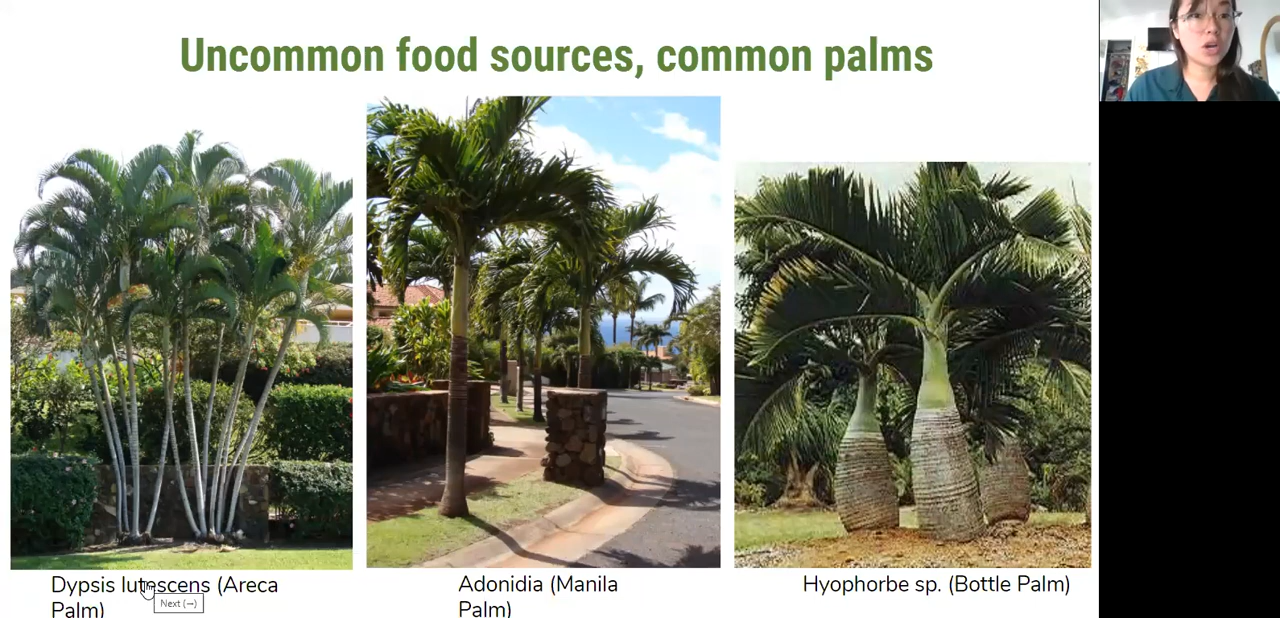 Uncommon food sources, common palms
Dypsis lutescens (Areca
Palm)
Next (→)
Adonidia (Manila
Palm)
Hyophorbe sp. (Bottle Palm)